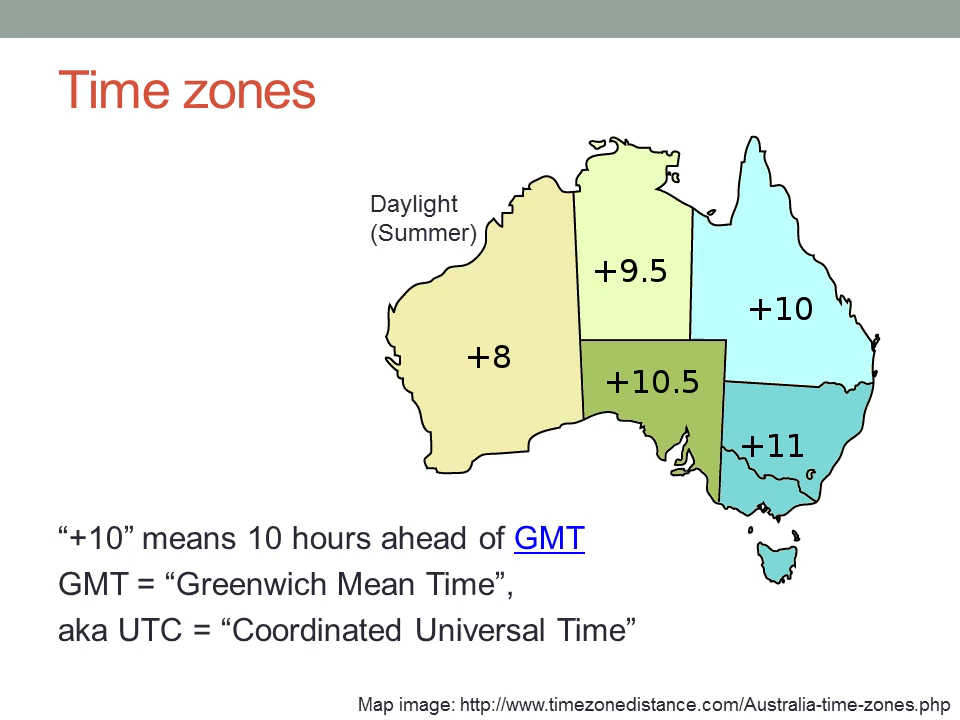 Time zones
Daylight
(Summer)
+9.5
+10
+8
+10.5
+11
“+10” means 10 hours ahead of GMT
GMT = “Greenwich Mean Time”,
aka UTC = “Coordinated Universal Time”
Map image: http://www.timezonedistance.com/Australia-time-zones.php